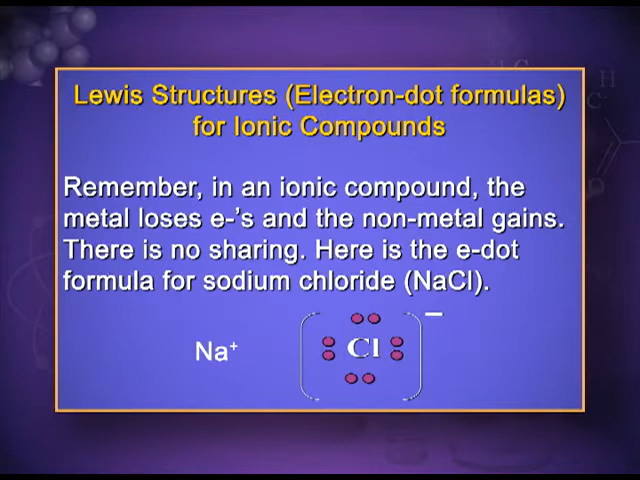 Lewis Structures (Electron-dot formulas)
for Ionic Compounds
Remember, in an ionic compound, the
metal loses e-'s and the non-metal gains.
There is no sharing. Here is the e-dot
formula for sodium chloride (NaCl).
Na⁺ [Cl]⁻
H
C